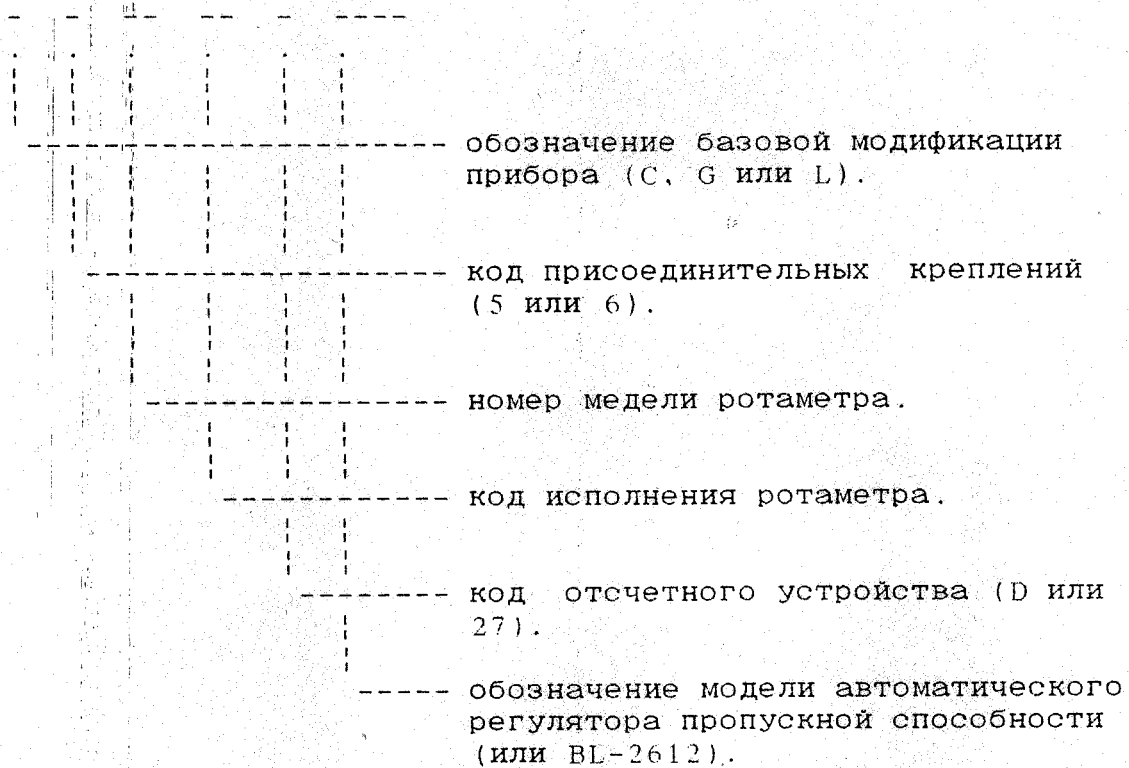 обозначение базовой модификации
прибора (C, G или L).
код присоединительных креплений
(5 или 6).
номер медели ротаметра.
код исполнения ротаметра.
код отсчетного устройства (D или
27).
обозначение модели автоматического
регулятора пропускной способности
(или BL-2612).